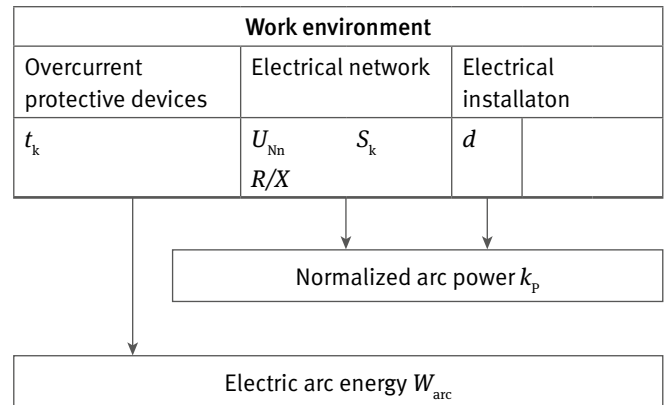 Work environment
Overcurrent
protective devices
Electrical network
Electrical
installaton
t_k
U_Nn S_k
R/X
d
Normalized arc power k_P
Electric arc energy W_arc